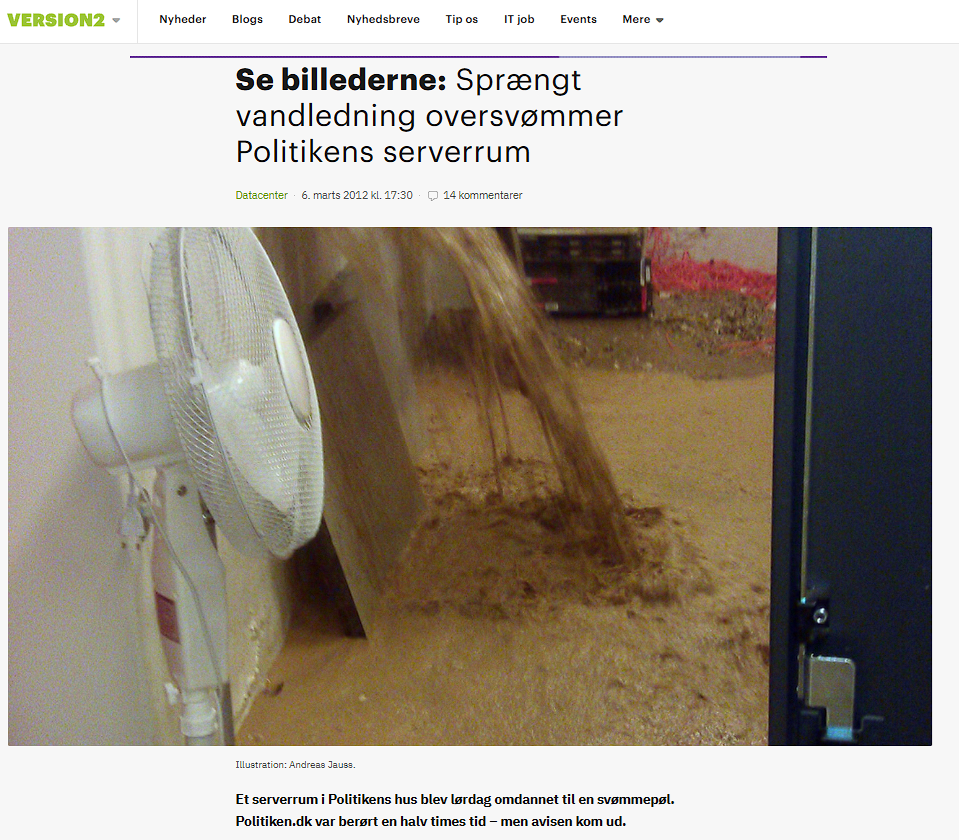 VERSION2
Nyheder Blogs Debat Nyhedsbreve Tip os IT job Events Mere
Se billederne: Sprængt
vandledning oversvømmer
Politikens serverrum
Datacenter · 6. marts 2012 kl. 17:30 · 14 kommentarer
Illustration: Andreas Jauss.
Et serverrum i Politikens hus blev lørdag omdannet til en svømmepøl.
Politiken.dk var berørt en halv times tid – men avisen kom ud.